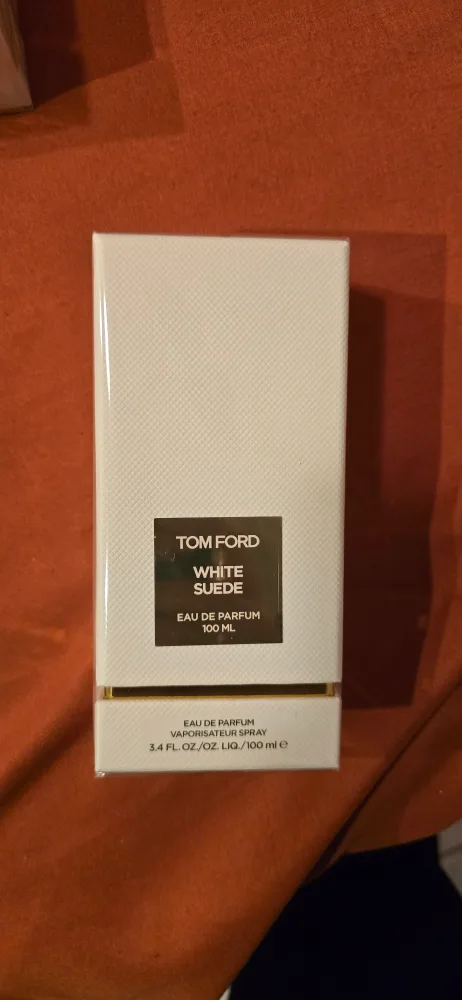 TOM FORD
WHITE
SUEDE
EAU DE PARFUM
100 ML
EAU DE PARFUM
VAPORISATEUR SPRAY
3.4 FL. OZ./OZ. LIQ./100 ml ℮